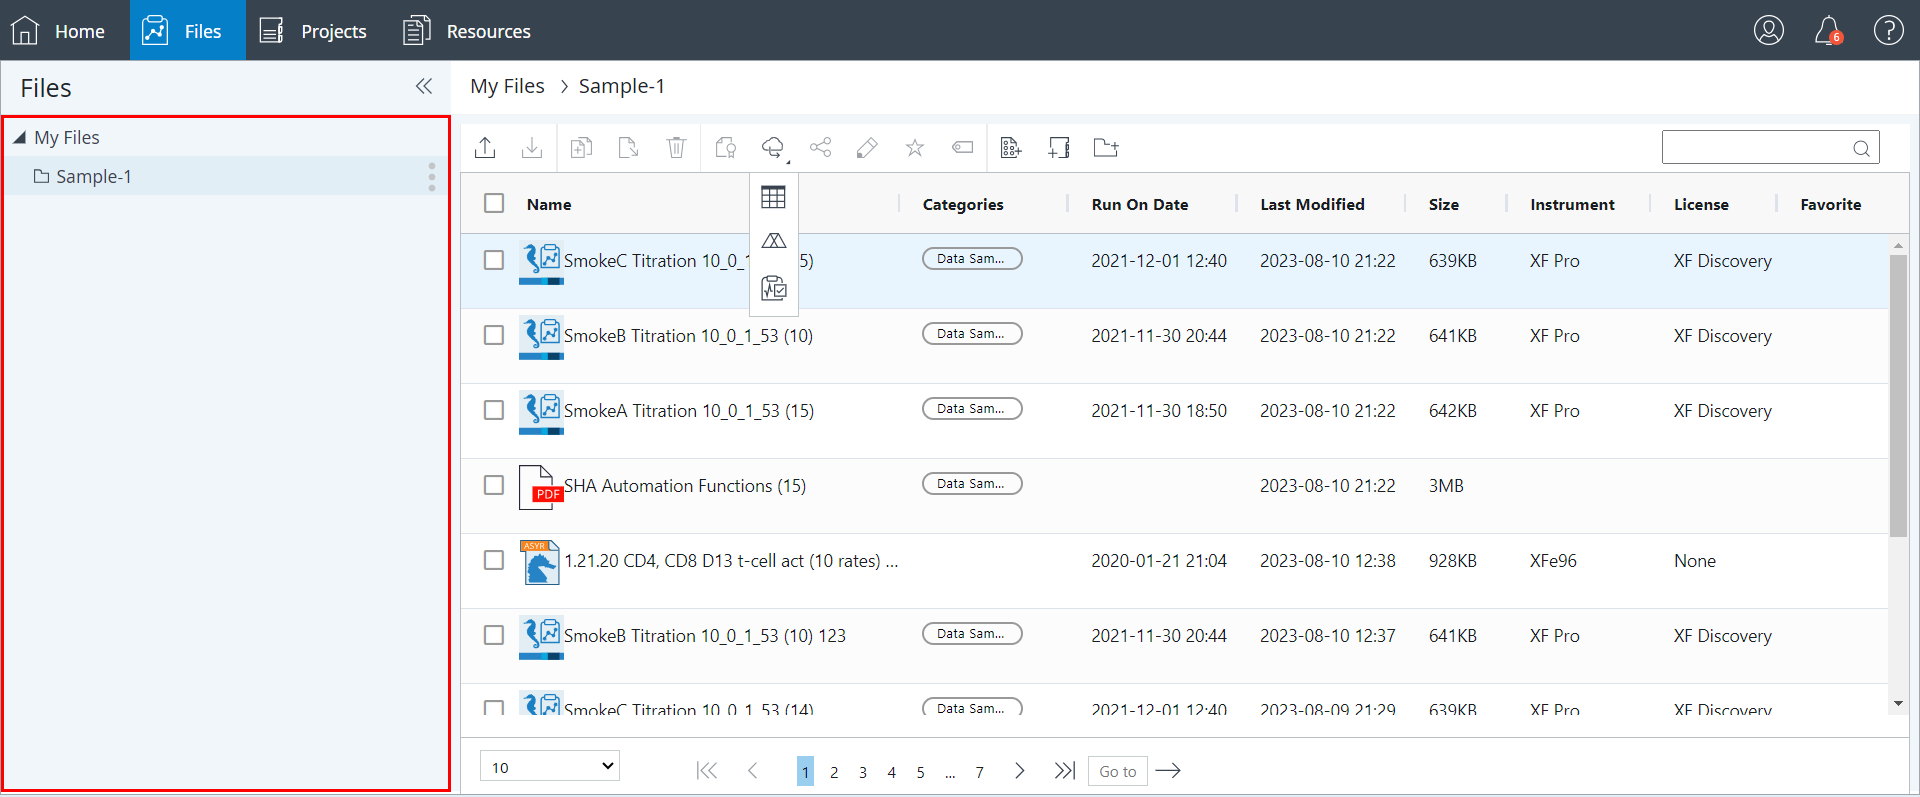 Home Files Projects Resources 6 ?
Files
My Files > Sample-1
My Files
Sample-1
Name Categories Run On Date Last Modified Size Instrument License Favorite
SmokeC Titration 10_0_1 5) Data Sam... 2021-12-01 12:40 2023-08-10 21:22 639KB XF Pro XF Discovery
SmokeB Titration 10_0_1_53 (10) Data Sam... 2021-11-30 20:44 2023-08-10 21:22 641KB XF Pro XF Discovery
SmokeA Titration 10_0_1_53 (15) Data Sam... 2021-11-30 18:50 2023-08-10 21:22 642KB XF Pro XF Discovery
PDF SHA Automation Functions (15) Data Sam... 2023-08-10 21:22 3MB
ASYR 1.21.20 CD4, CD8 D13 t-cell act (10 rates) ... 2020-01-21 21:04 2023-08-10 12:38 928KB XFe96 None
SmokeB Titration 10_0_1_53 (10) 123 Data Sam... 2021-11-30 20:44 2023-08-10 12:37 641KB XF Pro XF Discovery
SmokeC Titration 10_0_1_53 (14) Data Sam... 2021-12-01 12:40 2023-08-09 21:29 639KB XF Pro XF Discovery
10 1 2 3 4 5 ... 7 Go to